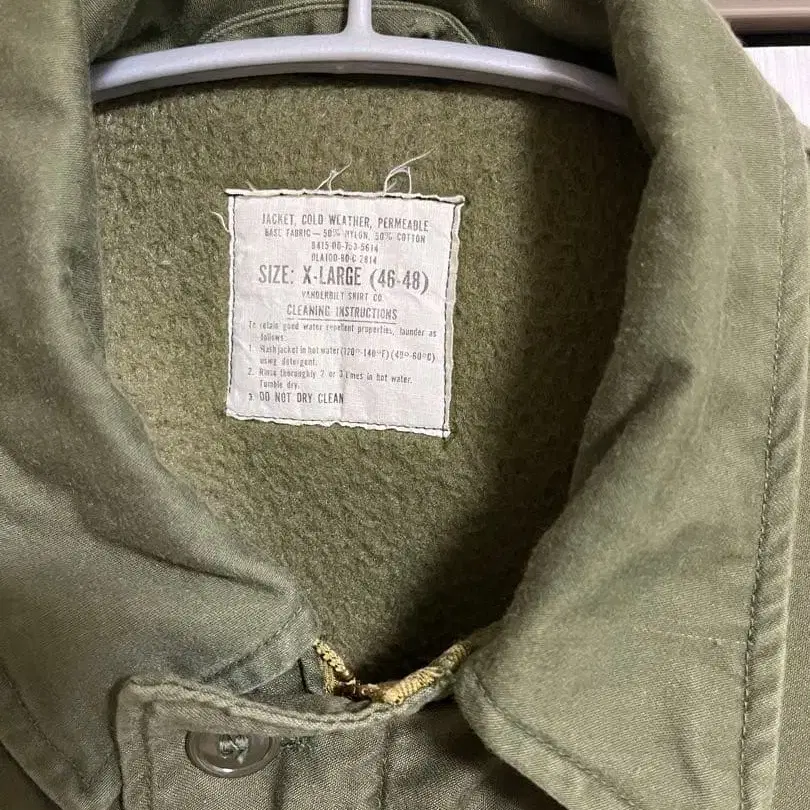 JACKET, COLD WEATHER, PERMEABLE
BASE FABRIC — 50% NYLON, 50% COTTON
8415-00-753-5614
DLA100-80-C-2814
SIZE: X-LARGE (46-48)
VANDERBILT SHIRT CO.
CLEANING INSTRUCTIONS
To retain good water repellent properties, launder as
follows:
1. Wash jacket in hot water (120°-140°F) (49°-60°C)
using detergent.
2. Rinse thoroughly 2 or 3 times in hot water.
Tumble dry.
3. DO NOT DRY CLEAN